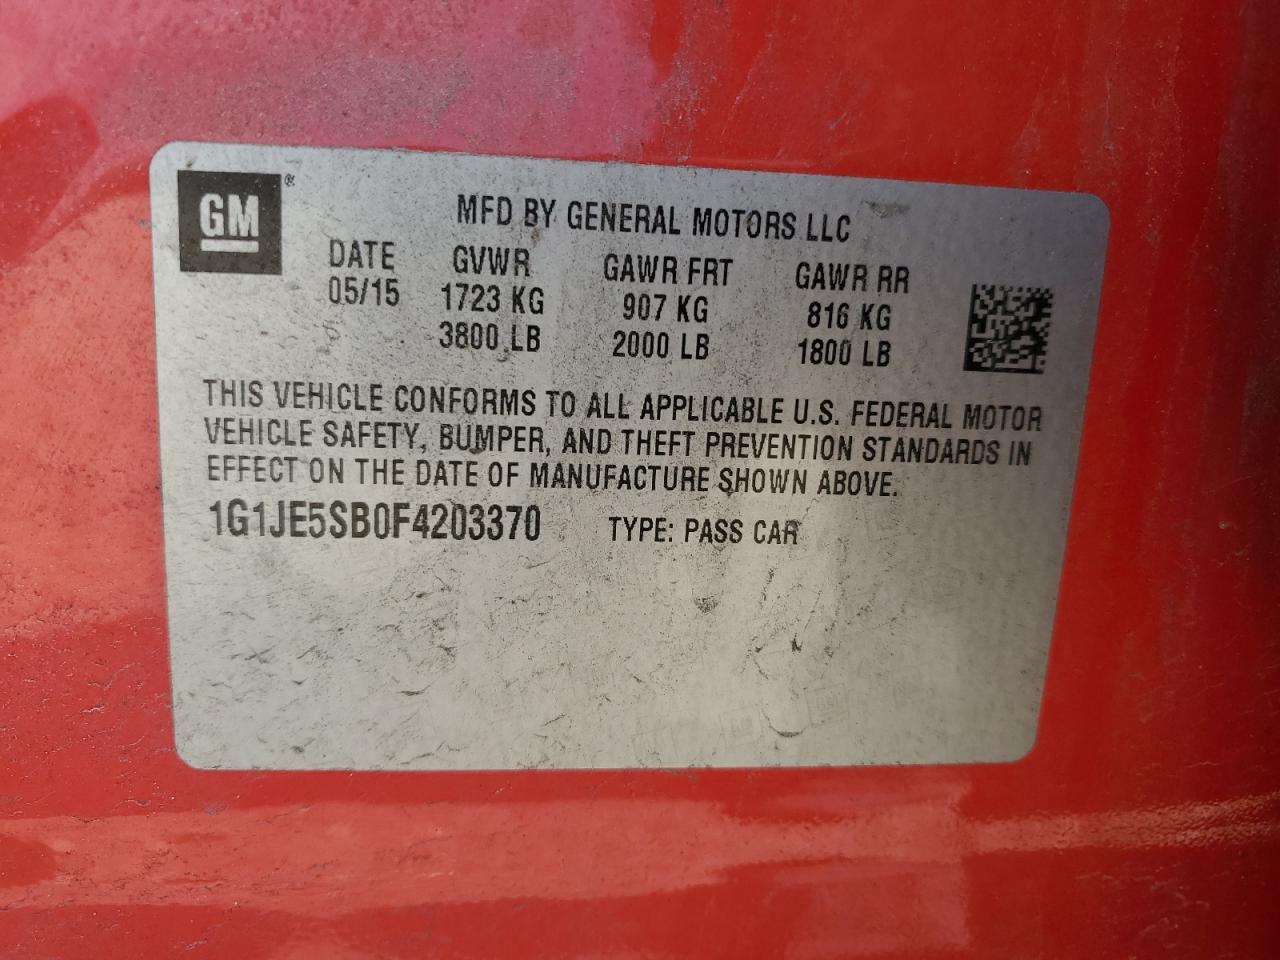 GM ®
MFD BY GENERAL MOTORS LLC
DATE GVWR GAWR FRT GAWR RR
05/15 1723 KG 907 KG 816 KG
3800 LB 2000 LB 1800 LB
THIS VEHICLE CONFORMS TO ALL APPLICABLE U.S. FEDERAL MOTOR
VEHICLE SAFETY, BUMPER, AND THEFT PREVENTION STANDARDS IN
EFFECT ON THE DATE OF MANUFACTURE SHOWN ABOVE.
1G1JE5SB0F4203370 TYPE: PASS CAR